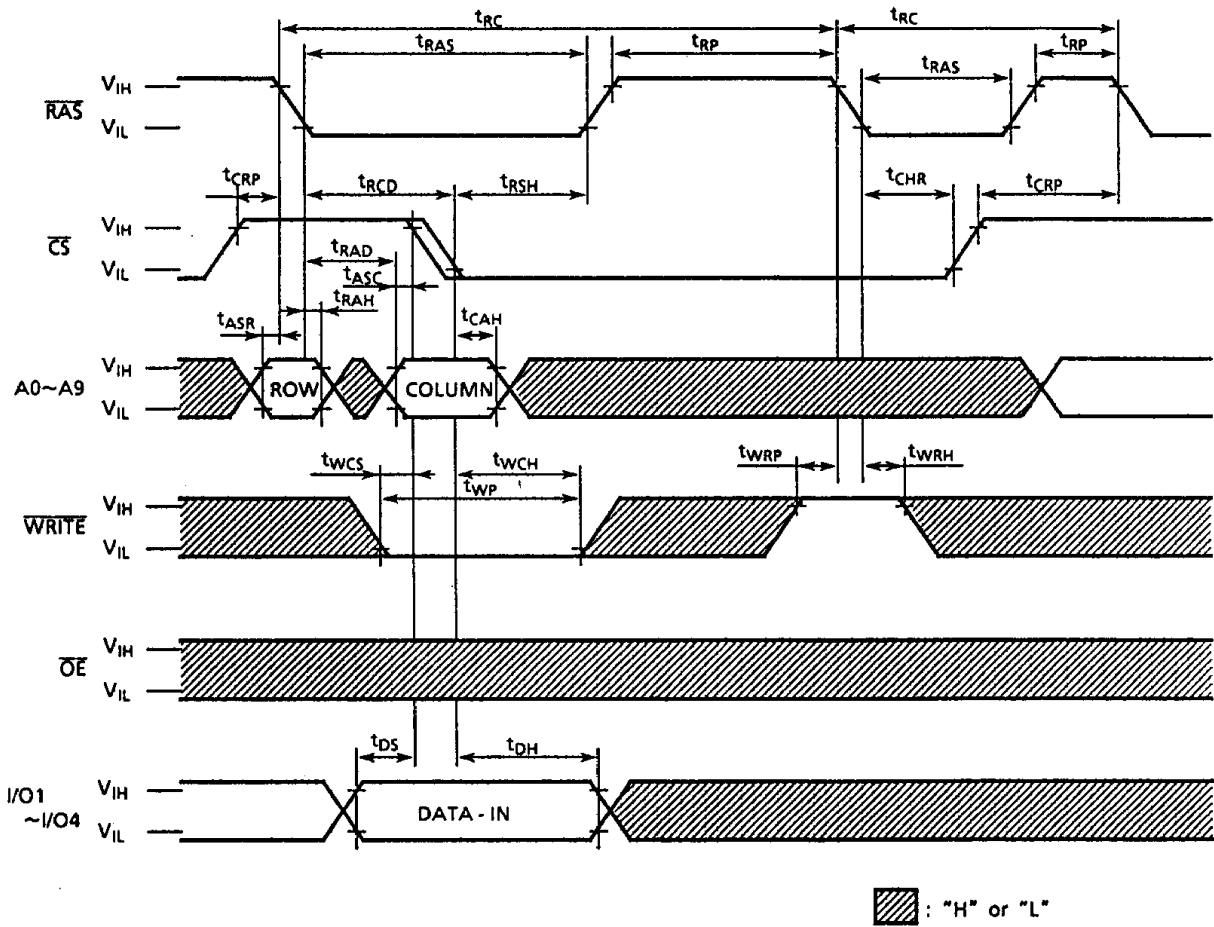 tRC tRC
tRAS tRP tRAS tRP
RAS VIH
VIL
tCRP tRCD tRSH tCHR tCRP
CS VIH
VIL
tRAD
tASC
tRAH
tASR tCAH
A0~A9 VIH
VIL
ROW COLUMN
tWCS tWCH tWRP tWRH
tWP
WRITE VIH
VIL
OE VIH
VIL
tDS tDH
I/O1
~I/O4 VIH
VIL
DATA - IN
: "H" or "L"